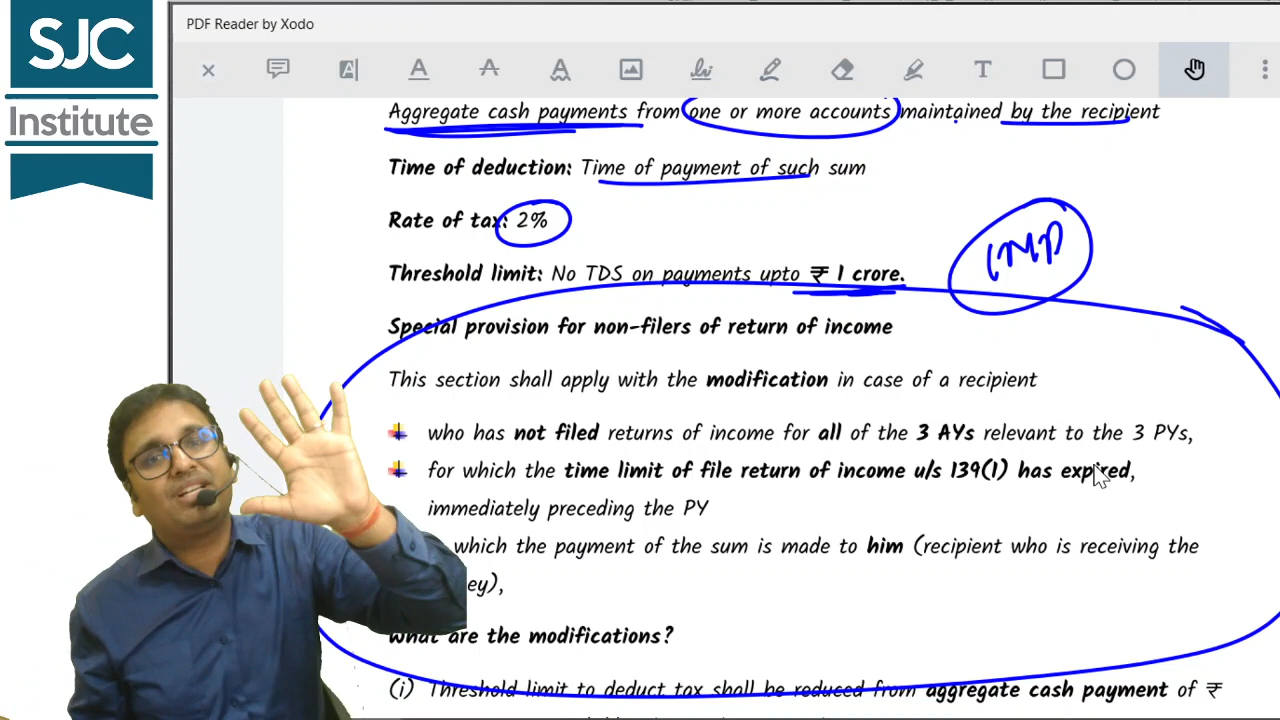 SJC
Institute
PDF Reader by Xodo
Aggregate cash payments from one or more accounts maintained by the recipient
Time of deduction: Time of payment of such sum
Rate of tax: 2%
IMP
Threshold limit: No TDS on payments upto ₹ 1 crore.
Special provision for non-filers of return of income
This section shall apply with the modification in case of a recipient
who has not filed returns of income for all of the 3 AYs relevant to the 3 PYs,
for which the time limit of file return of income u/s 139(1) has expired,
immediately preceding the PY
which the payment of the sum is made to him (recipient who is receiving the
ey),
What are the modifications?
(i) Threshold limit to deduct tax shall be reduced from aggregate cash payment of ₹